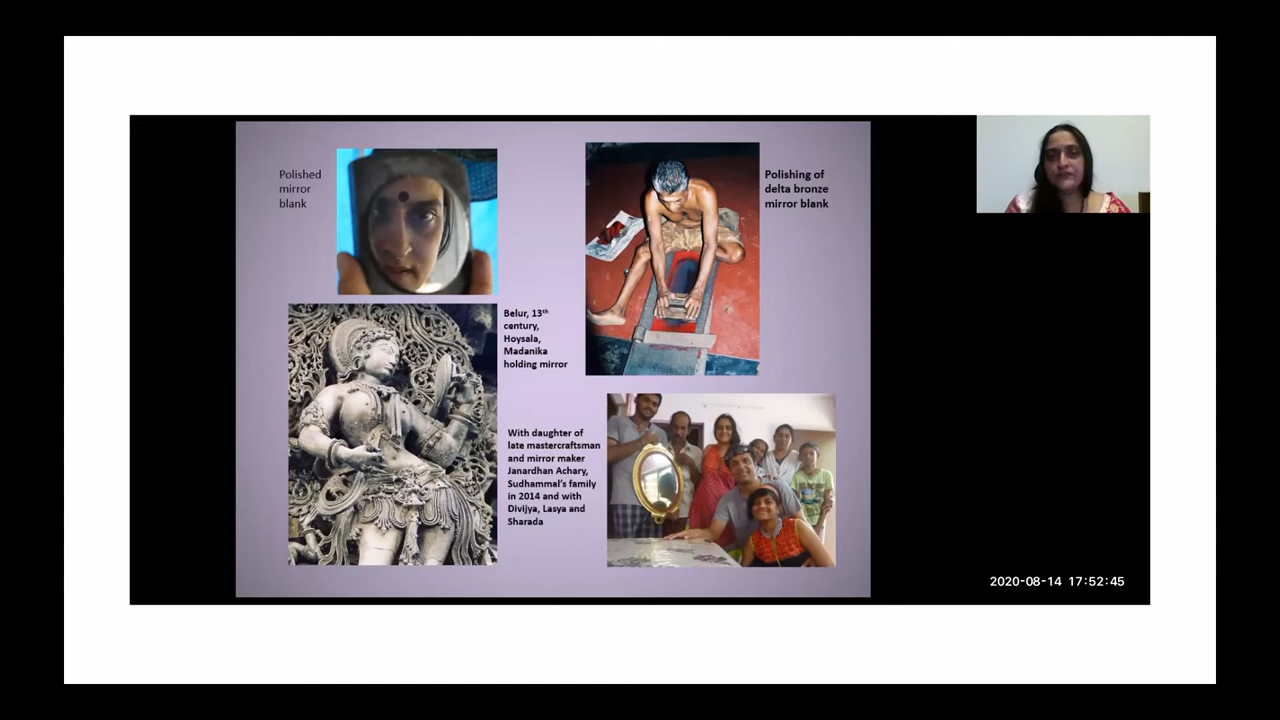 Polished
mirror
blank
Polishing of
delta bronze
mirror blank
Belur, 13th
century,
Hoysala,
Madanika
holding mirror
With daughter of
late mastercraftsman
and mirror maker
Janardhan Achary,
Sudhammal's family
in 2014 and with
Divijya, Lasya and
Sharada
2020-08-14 17:52:45